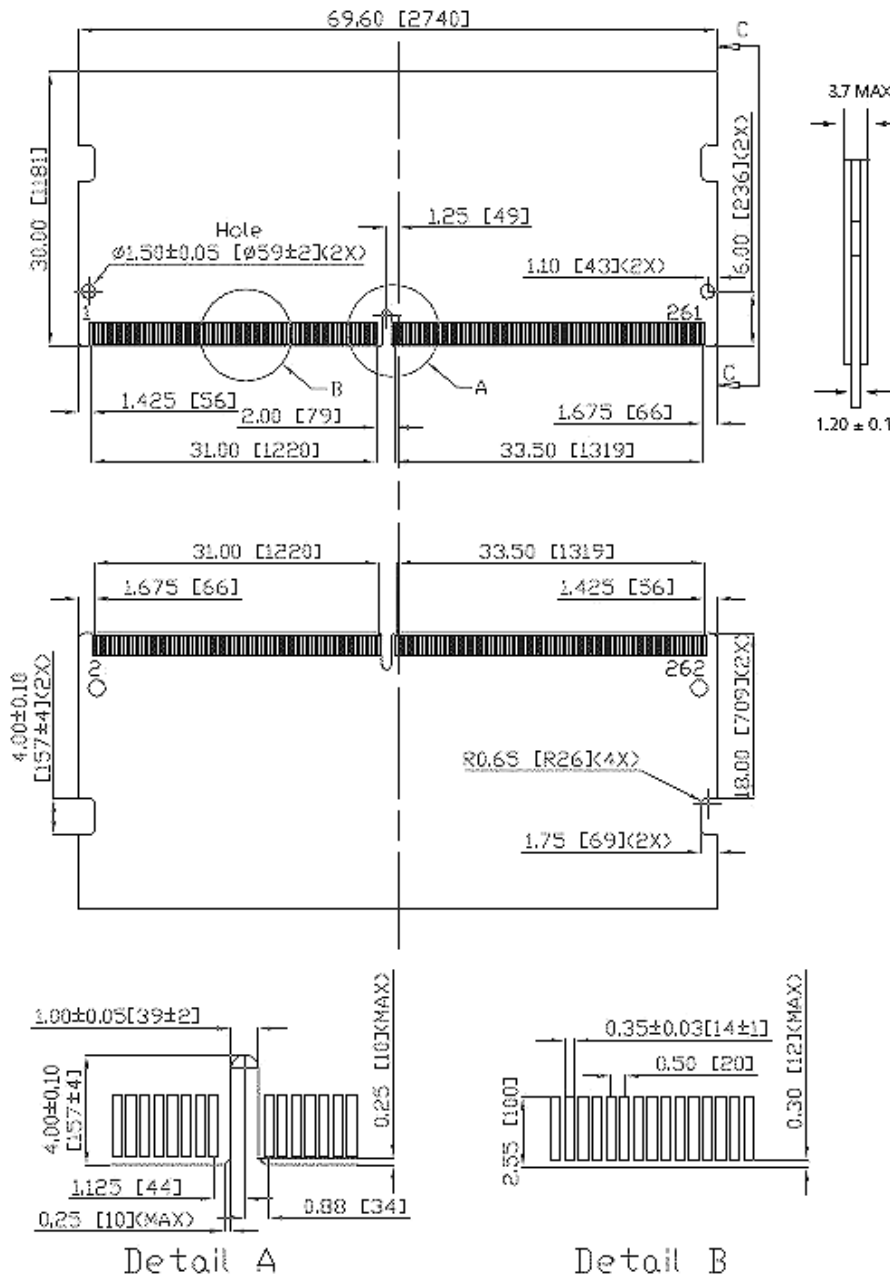 69.60 [2740]
C
3.7 MAX
30.00 [1181]
6.00 [236](2X)
1.25 [49]
Hole
ø1.50±0.05 [ø59±2](2X)
1.10 [43](2X)
1
261
B
A
C
1.425 [56]
2.00 [79]
1.675 [66]
31.00 [1220]
33.50 [1319]
1.20 ± 0.1
31.00 [1220]
33.50 [1319]
1.675 [66]
1.425 [56]
2
262
4.00±0.10
[157±4](2X)
18.00 [709](2X)
R0.65 [R26](4X)
1.75 [69](2X)
1.00±0.05[39±2]
0.25 [10](MAX)
4.00±0.10
[157±4]
1.125 [44]
0.25 [10](MAX)
0.88 [34]
Detail A
0.35±0.03[14±1]
0.50 [20]
0.30 [12](MAX)
2.55 [100]
Detail B